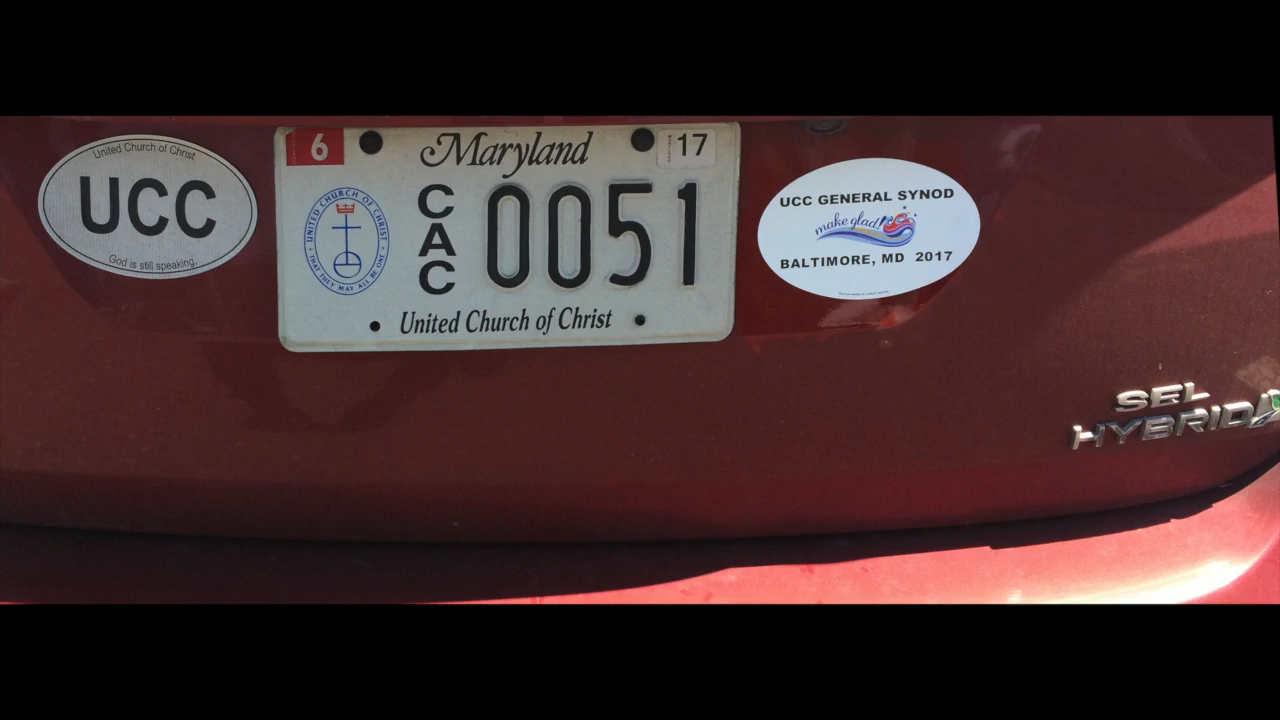 United Church of Christ
UCC
God is still speaking,
6
Maryland
17
UNITED CHURCH OF CHRIST
THAT THEY MAY ALL BE ONE
CAC 0051
United Church of Christ
UCC GENERAL SYNOD
make glad!
BALTIMORE, MD 2017
SEL
HYBRID